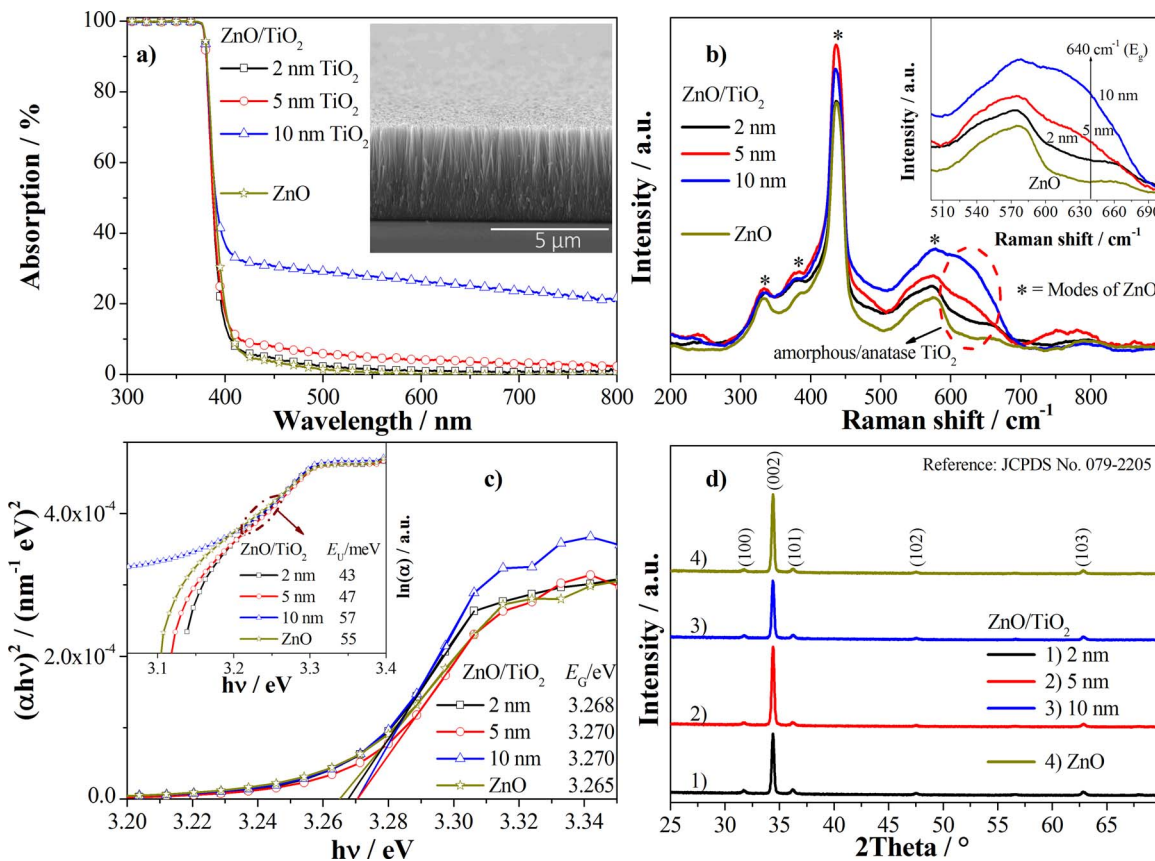 a)
Absorption / %
100
80
60
40
20
0
ZnO/TiO₂
2 nm TiO₂
5 nm TiO₂
10 nm TiO₂
ZnO
5 µm
300 400 500 600 700 800
Wavelength / nm
b)
Intensity / a.u.
ZnO/TiO₂
2 nm
5 nm
10 nm
ZnO
* * * *
* = Modes of ZnO
amorphous/anatase TiO₂
200 300 400 500 600 700 800
Raman shift / cm⁻¹
Intensity / a.u.
640 cm⁻¹ (E_g)
10 nm
5 nm
2 nm
ZnO
510 540 570 600 630 660 690
Raman shift / cm⁻¹
c)
(αhν)² / (nm⁻¹ eV)²
4.0x10⁻⁴
2.0x10⁻⁴
0.0
ln(α) / a.u.
ZnO/TiO₂ E_U/meV
2 nm 43
5 nm 47
10 nm 57
ZnO 55
3.1 3.2 3.3 3.4
hν / eV
ZnO/TiO₂ E_G/eV
2 nm 3.268
5 nm 3.270
10 nm 3.270
ZnO 3.265
3.20 3.22 3.24 3.26 3.28 3.30 3.32 3.34
hν / eV
d)
Intensity / a.u.
Reference: JCPDS No. 079-2205
(100) (002) (101) (102) (103)
4)
3)
2)
1)
ZnO/TiO₂
1) 2 nm
2) 5 nm
3) 10 nm
4) ZnO
25 30 35 40 45 50 55 60 65
2Theta / °